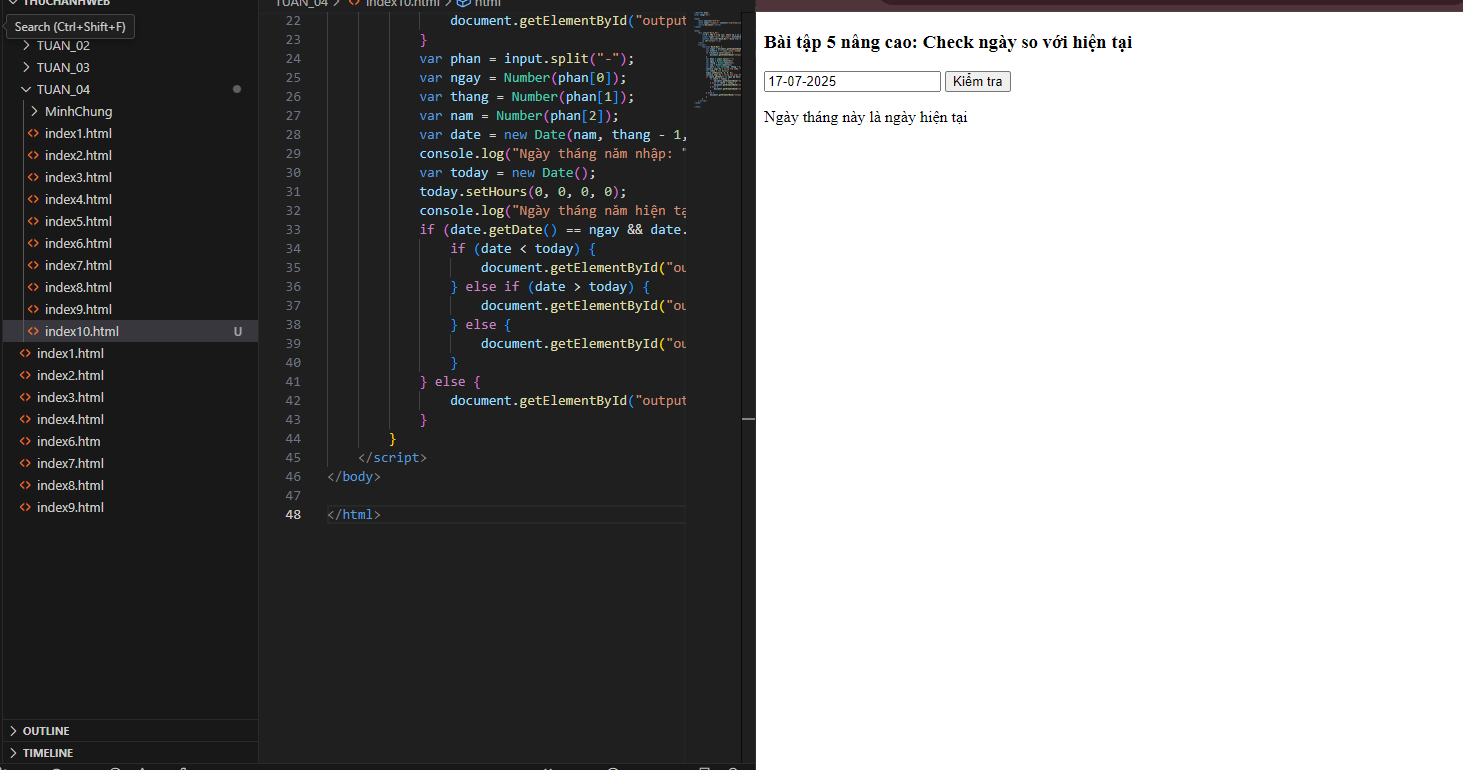 THUCHANHWEB
Search (Ctrl+Shift+F)
TUAN_02
TUAN_03
TUAN_04
MinhChung
index1.html
index2.html
index3.html
index4.html
index5.html
index6.html
index7.html
index8.html
index9.html
index10.html U
index1.html
index2.html
index3.html
index4.html
index6.htm
index7.html
index8.html
index9.html
OUTLINE
TIMELINE
TUAN_04 > index10.html > html
22 document.getElementById("output
23 }
24 var phan = input.split("-");
25 var ngay = Number(phan[0]);
26 var thang = Number(phan[1]);
27 var nam = Number(phan[2]);
28 var date = new Date(nam, thang - 1,
29 console.log("Ngày tháng năm nhập: "
30 var today = new Date();
31 today.setHours(0, 0, 0, 0);
32 console.log("Ngày tháng năm hiện tạ
33 if (date.getDate() == ngay && date.
34 if (date < today) {
35 document.getElementById("ou
36 } else if (date > today) {
37 document.getElementById("ou
38 } else {
39 document.getElementById("ou
40 }
41 } else {
42 document.getElementById("output
43 }
44 }
45 </script>
46 </body>
47
48 </html>
Bài tập 5 nâng cao: Check ngày so với hiện tại
17-07-2025 Kiểm tra
Ngày tháng này là ngày hiện tại